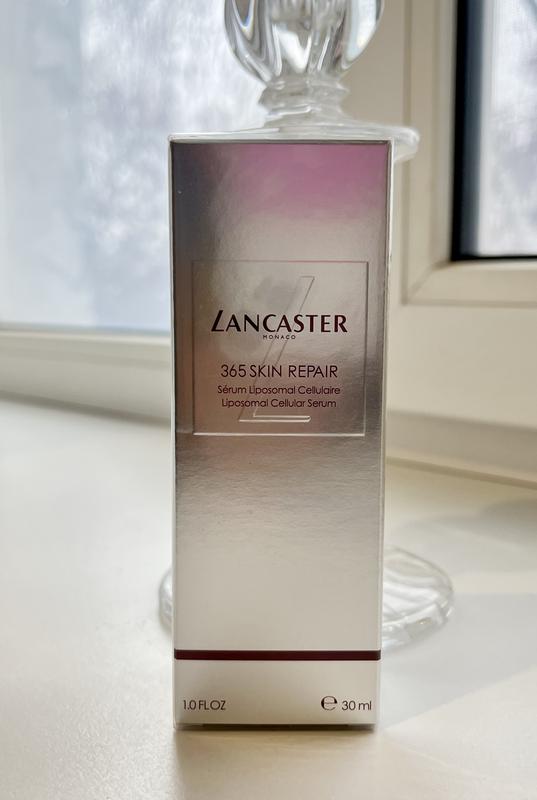 LANCASTER
MONACO
365 SKIN REPAIR
Sérum Liposomal Cellulaire
Liposomal Cellular Serum
1.0 FL OZ
℮ 30 ml